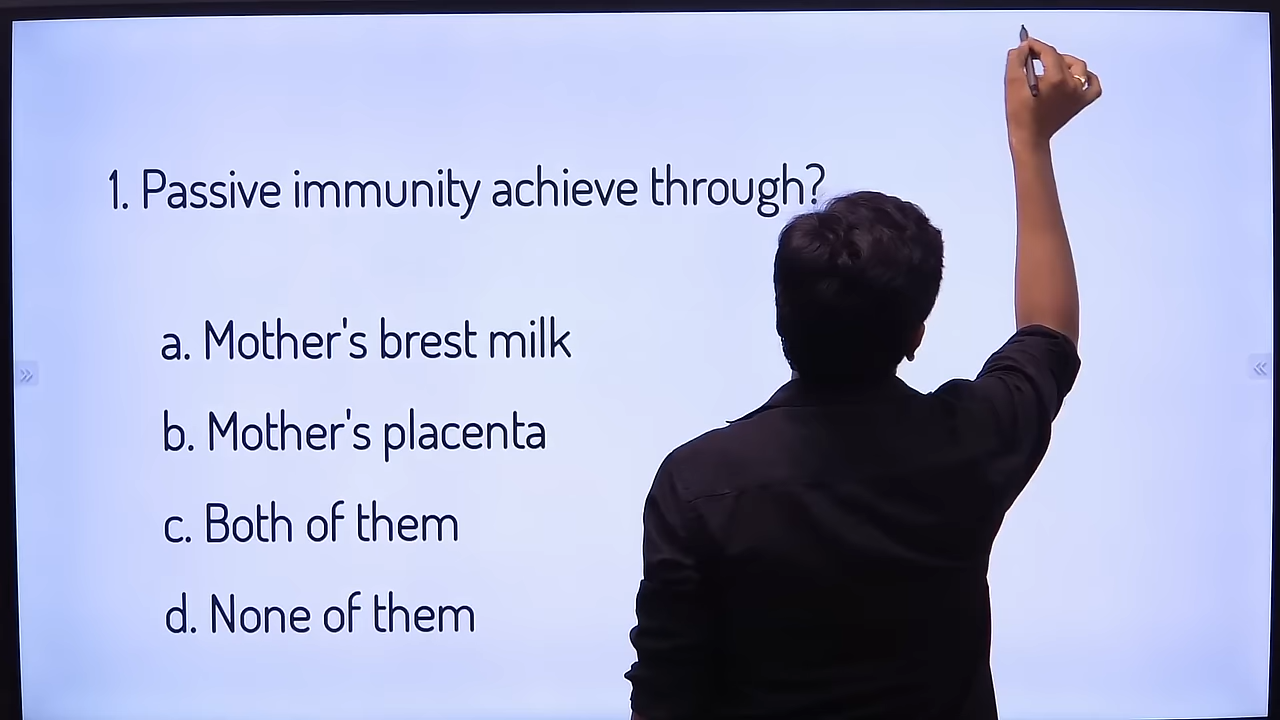 1. Passive immunity achieve through?
a. Mother's brest milk
b. Mother's placenta
c. Both of them
d. None of them